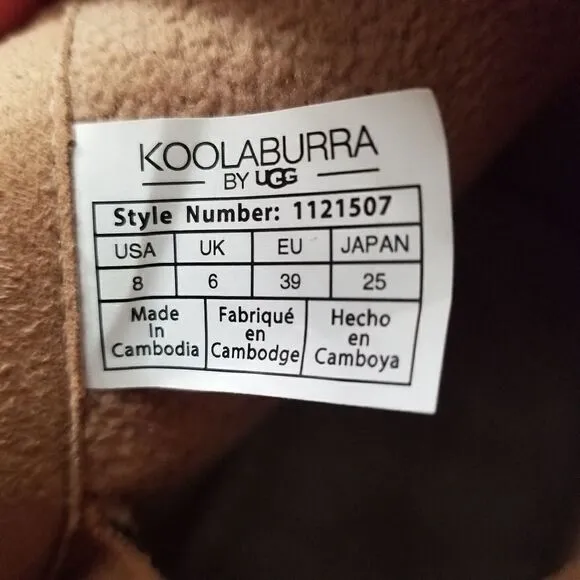 KOOLABURRA
BY UGG
Style Number: 1121507
USA UK EU JAPAN
8 6 39 25
Made Fabriqué Hecho
In en en
Cambodia Cambodge Camboya